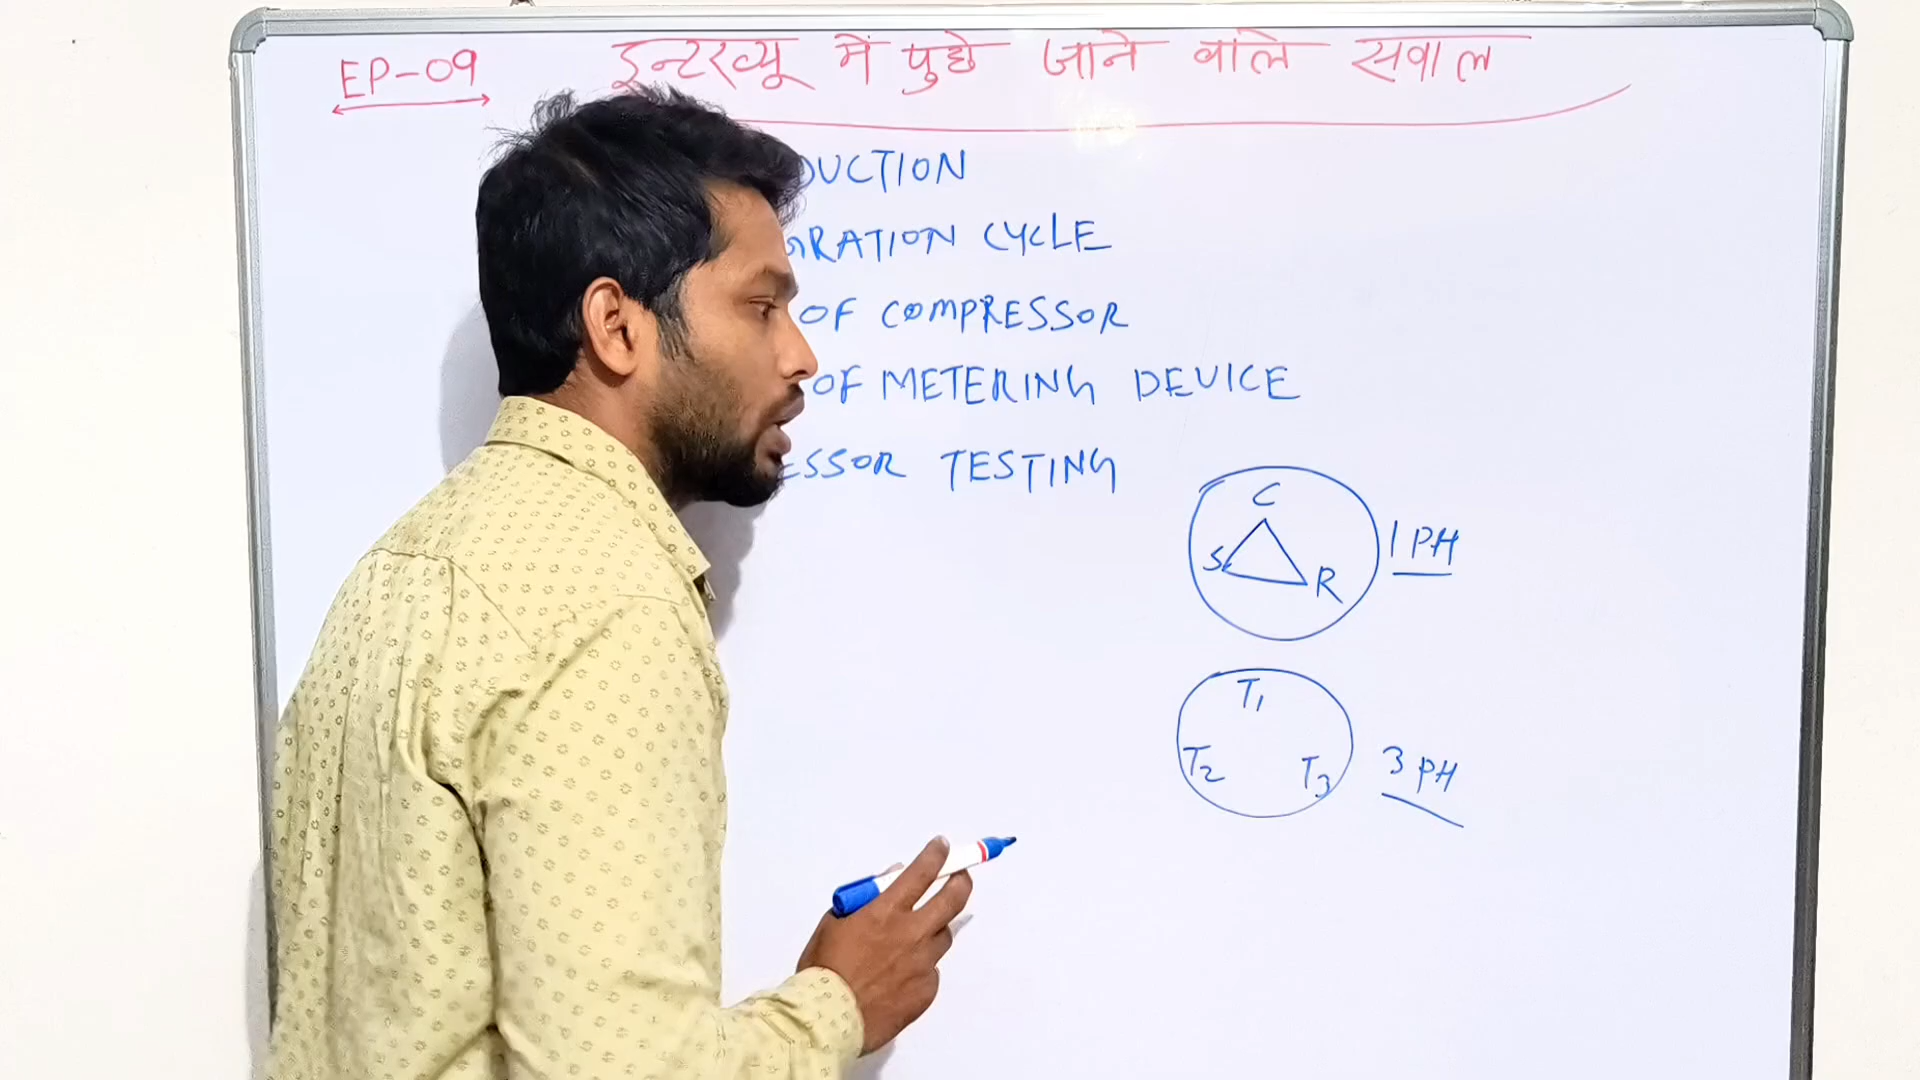 EP-09
इन्टरव्यू में पुछे जाने वाले सवाल
DUCTION
GRATION CYCLE
OF COMPRESSOR
OF METERING DEVICE
ESSOR TESTING
C
S
R
1 PH
T1
T2
T3
3 PH